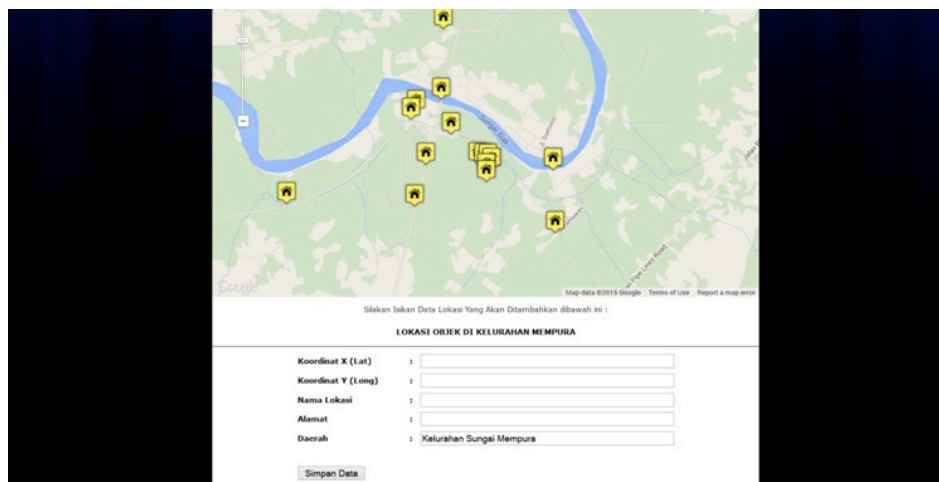 Sungai Siak
Google
Map data ©2015 Google Terms of Use Report a map error
Silakan Isikan Data Lokasi Yang Akan Ditambahkan dibawah ini :
LOKASI OBJEK DI KELURAHAN MEMPURA
Koordinat X (Lat) :
Koordinat Y (Long) :
Nama Lokasi :
Alamat :
Daerah : Kelurahan Sungai Mempura
Simpan Data